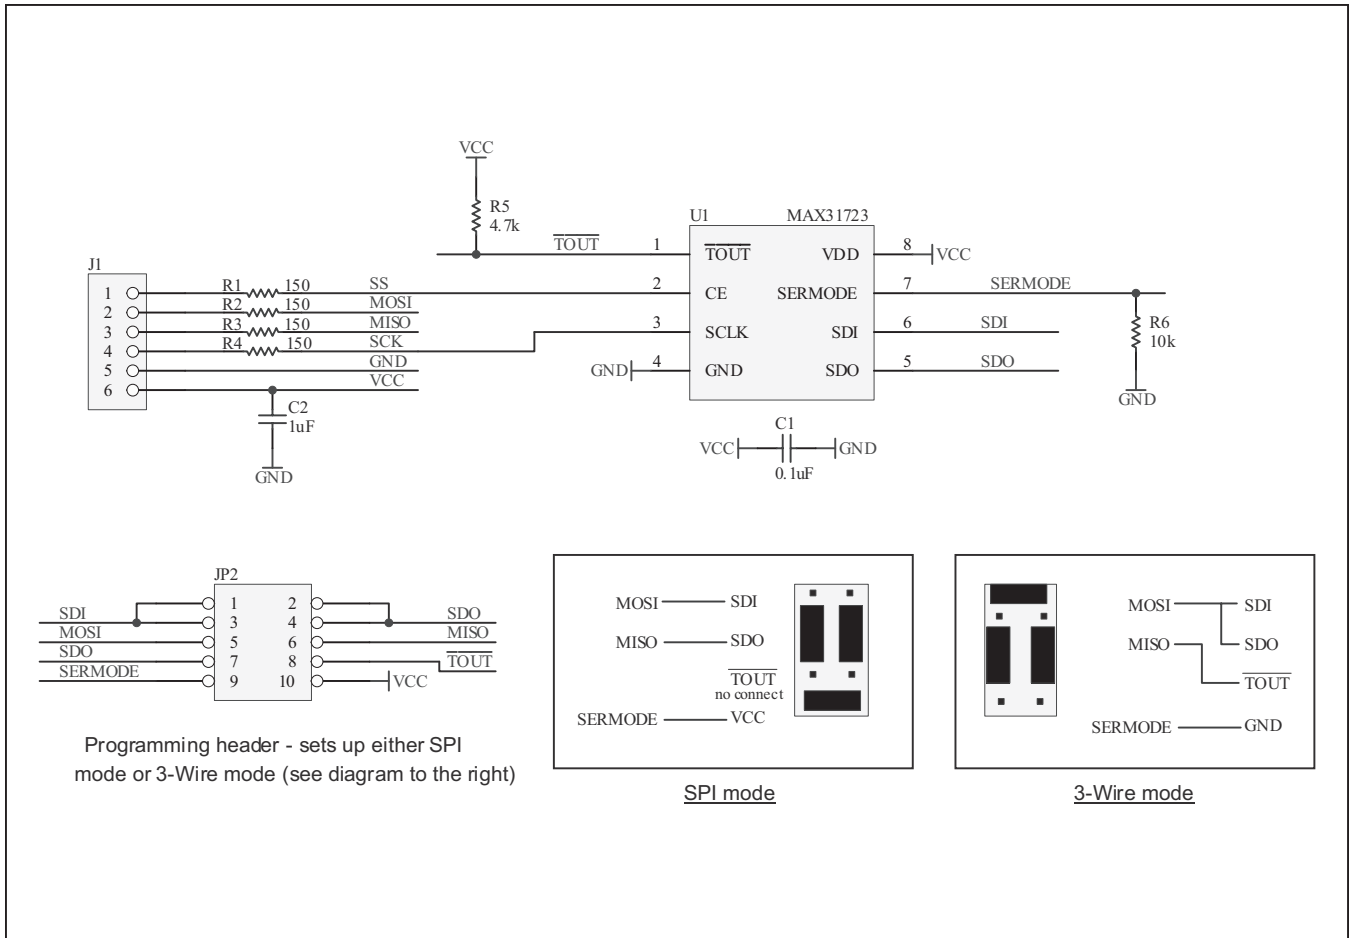 VCC
R5
4.7k
TOUT
U1
MAX31723
1
TOUT
VDD
8
VCC
2
CE
SERMODE
7
SERMODE
3
SCLK
SDI
6
SDI
GND
4
GND
SDO
5
SDO
R6
10k
GND
J1
1
R1
150
SS
2
R2
150
MOSI
3
R3
150
MISO
4
R4
150
SCK
5
GND
6
VCC
C2
1uF
GND
C1
VCC
GND
0.1uF
JP2
1
2
SDI
3
4
SDO
MOSI
5
6
MISO
SDO
7
8
TOUT
SERMODE
9
10
VCC
Programming header - sets up either SPI
mode or 3-Wire mode (see diagram to the right)
MOSI
SDI
MISO
SDO
TOUT
no connect
SERMODE
VCC
SPI mode
MOSI
SDI
MISO
SDO
TOUT
SERMODE
GND
3-Wire mode